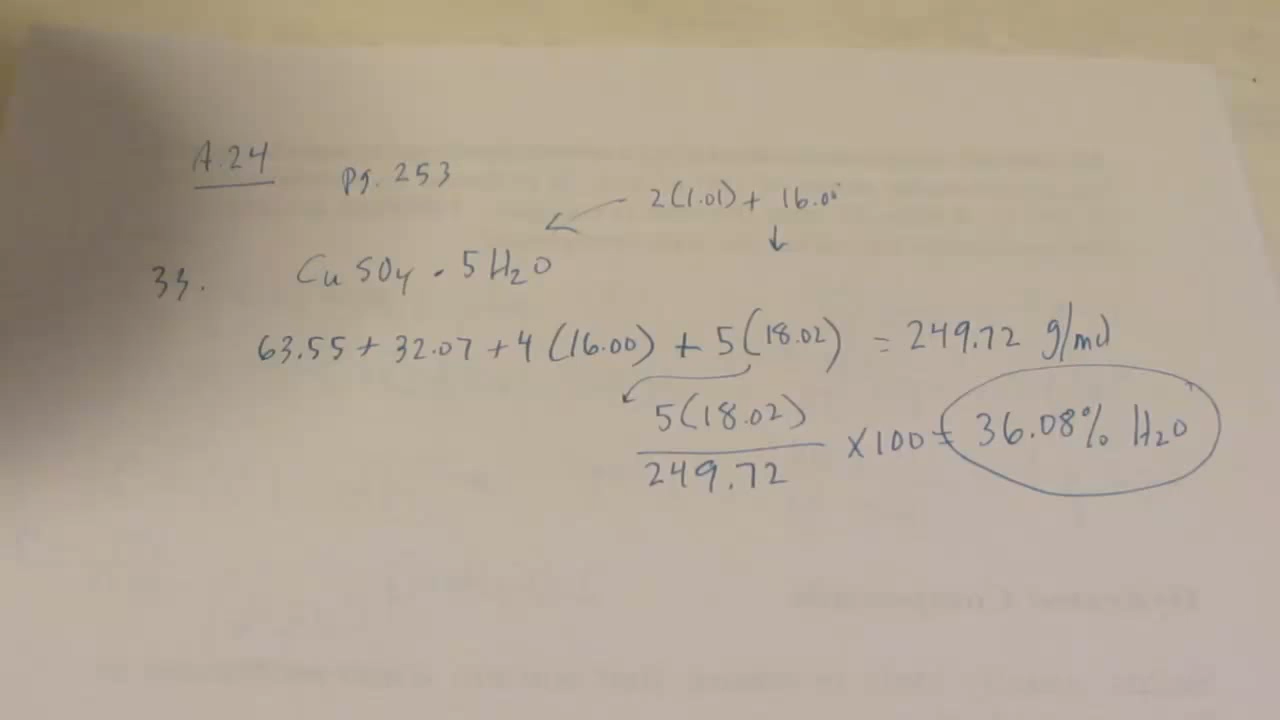 A.24 pg. 253
2(1.01) + 16.00
33. CuSO4 · 5H2O
63.55 + 32.07 + 4(16.00) + 5(18.02) = 249.72 g/mol
5(18.02)
249.72
x100 = 36.08% H2O